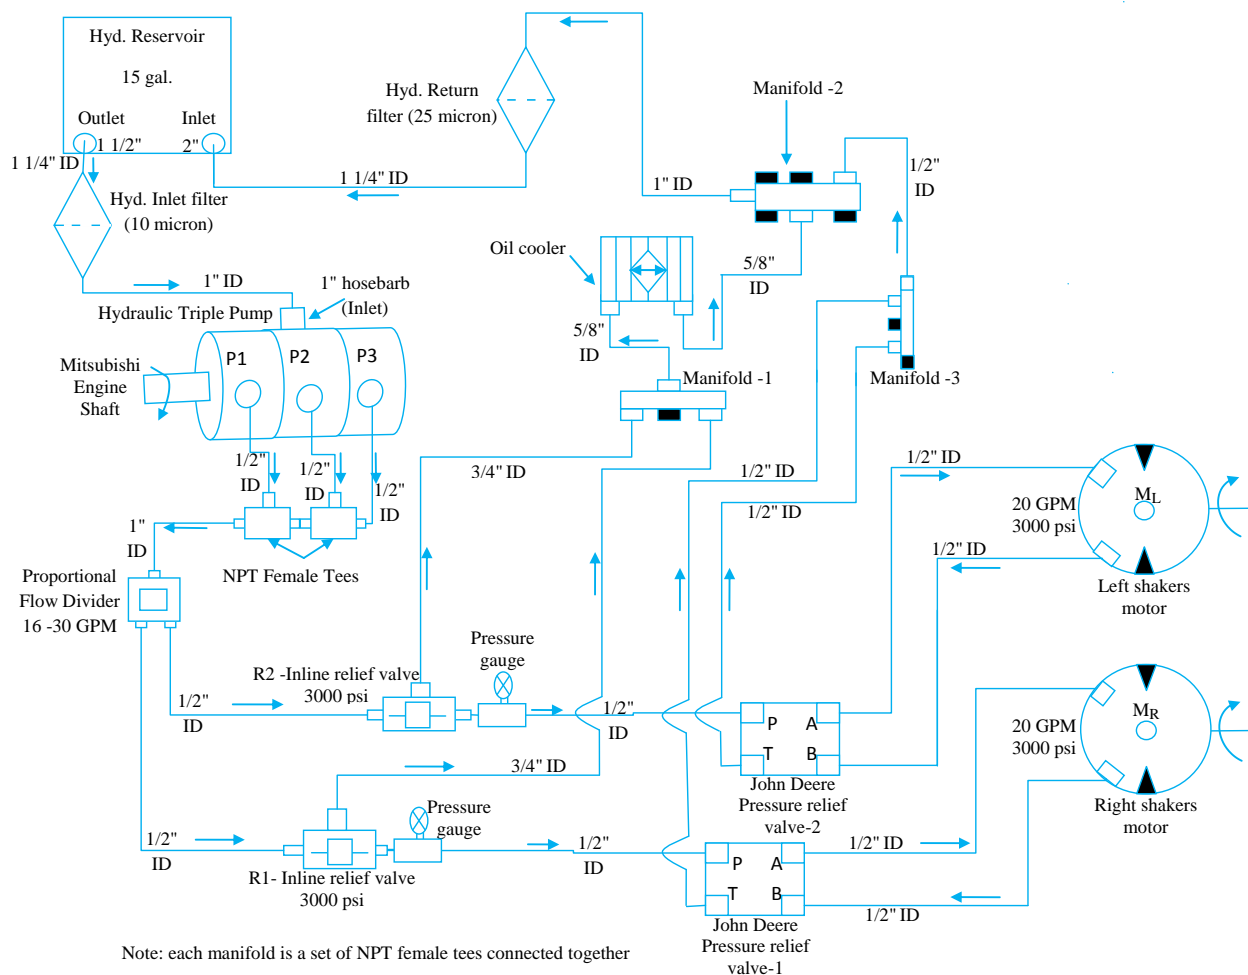 Hyd. Reservoir
15 gal.
Outlet
Inlet
1 1/2"
2"
1 1/4" ID
Hyd. Inlet filter
(10 micron)
1 1/4" ID
Hyd. Return
filter (25 micron)
Manifold -2
1" ID
1/2"
ID
Oil cooler
5/8"
ID
5/8"
ID
1" ID
1" hosebarb
(Inlet)
Hydraulic Triple Pump
P1
P2
P3
Mitsubishi
Engine
Shaft
Manifold -1
Manifold -3
1/2"
ID
1/2"
ID
1/2"
ID
3/4" ID
1/2" ID
1/2" ID
1/2" ID
1"
ID
NPT Female Tees
20 GPM
3000 psi
ML
1/2" ID
Left shakers
motor
Proportional
Flow Divider
16 -30 GPM
R2 -Inline relief valve
3000 psi
Pressure
gauge
1/2"
ID
1/2"
ID
P
A
T
B
John Deere
Pressure relief
valve-2
20 GPM
3000 psi
MR
Right shakers
motor
3/4" ID
Pressure
gauge
1/2"
ID
R1- Inline relief valve
3000 psi
1/2"
ID
P
A
T
B
1/2" ID
1/2" ID
John Deere
Pressure relief
valve-1
Note: each manifold is a set of NPT female tees connected together